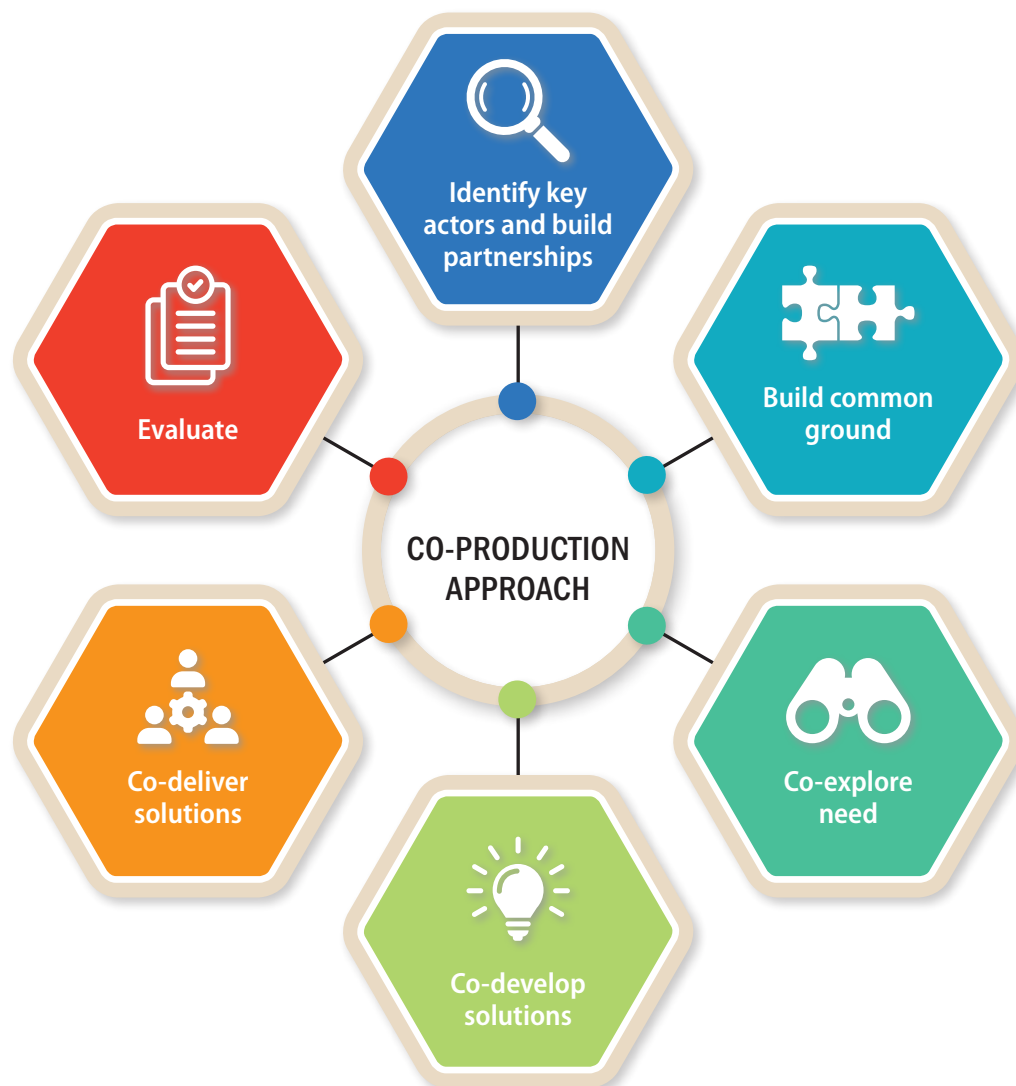 Identify key
actors and build
partnerships
Build common
ground
Co-explore
need
Co-develop
solutions
Co-deliver
solutions
Evaluate
CO-PRODUCTION
APPROACH